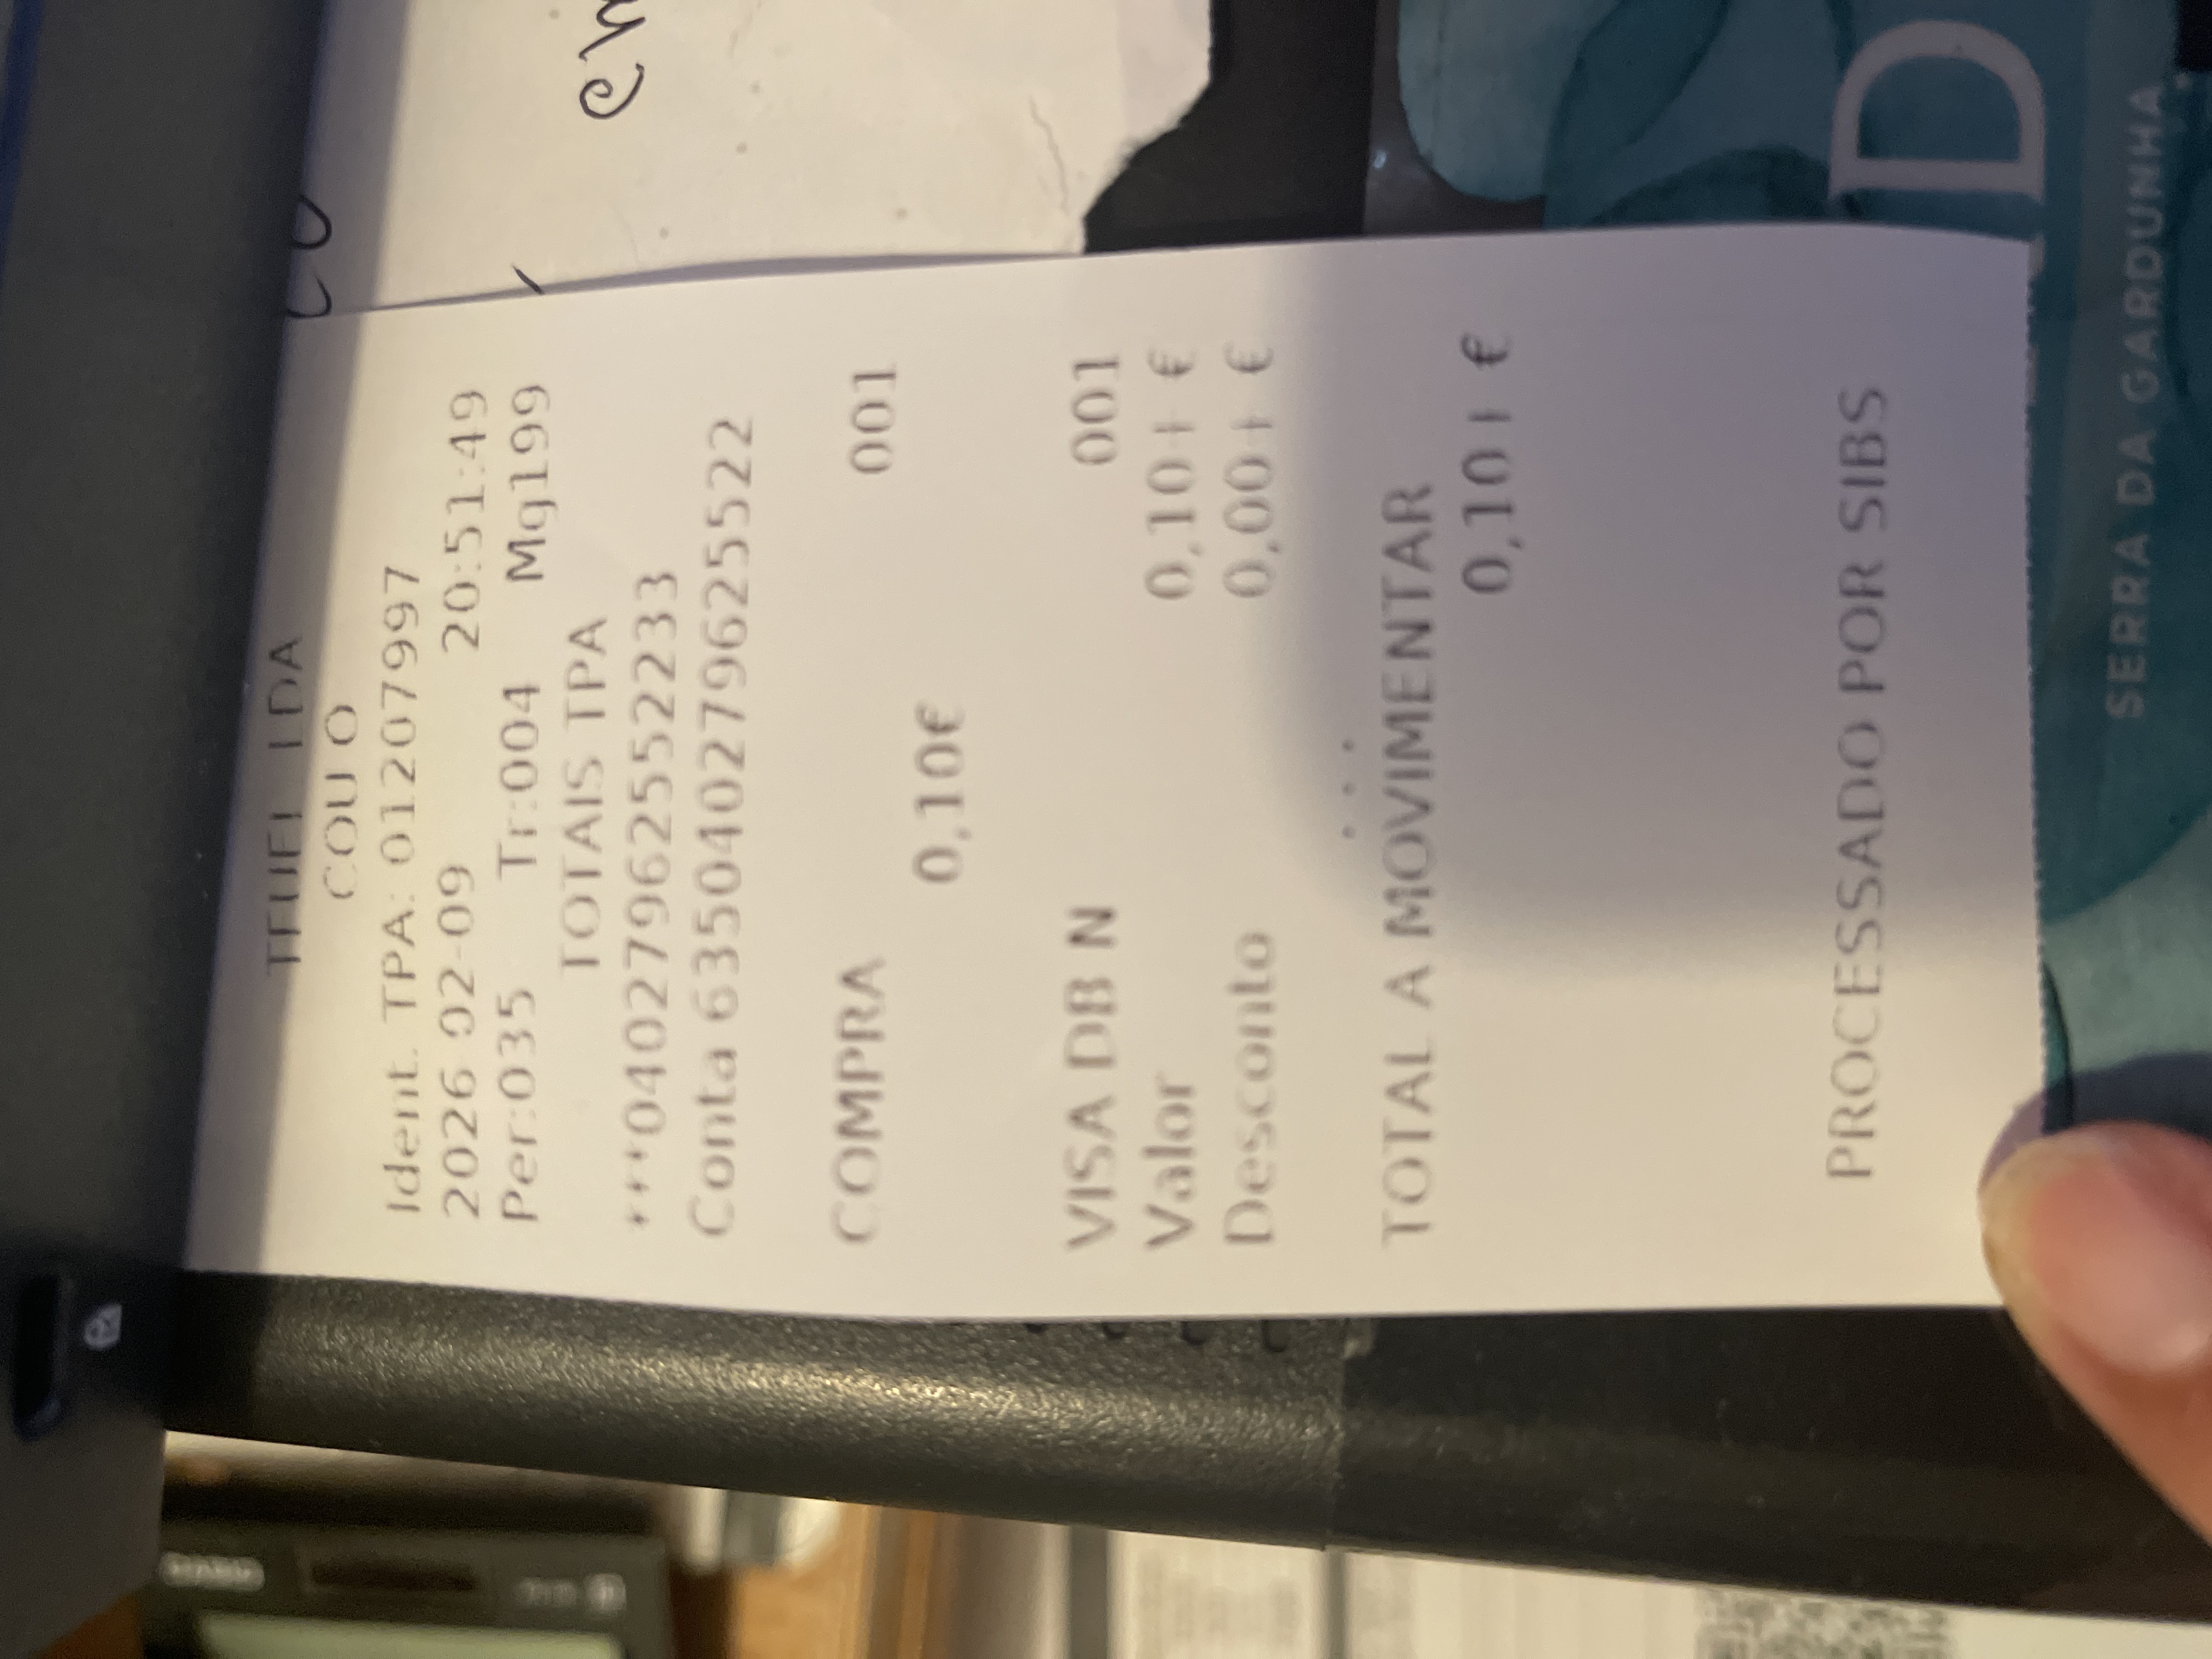 Ident. TPA: 01207997
2026-02-09 20:51:49
Per:035 Tr:004 Mg199
TOTAIS TPA
***04027962552233
Conta 6335040279625522
COMPRA 001
0,10€
VISA DB N 001
Valor 0,10+ €
Desconto 0,00+ €
TOTAL A MOVIMENTAR
0,10+ €
PROCESSADO POR SIBS
D
SERRA DA GARDUNHA